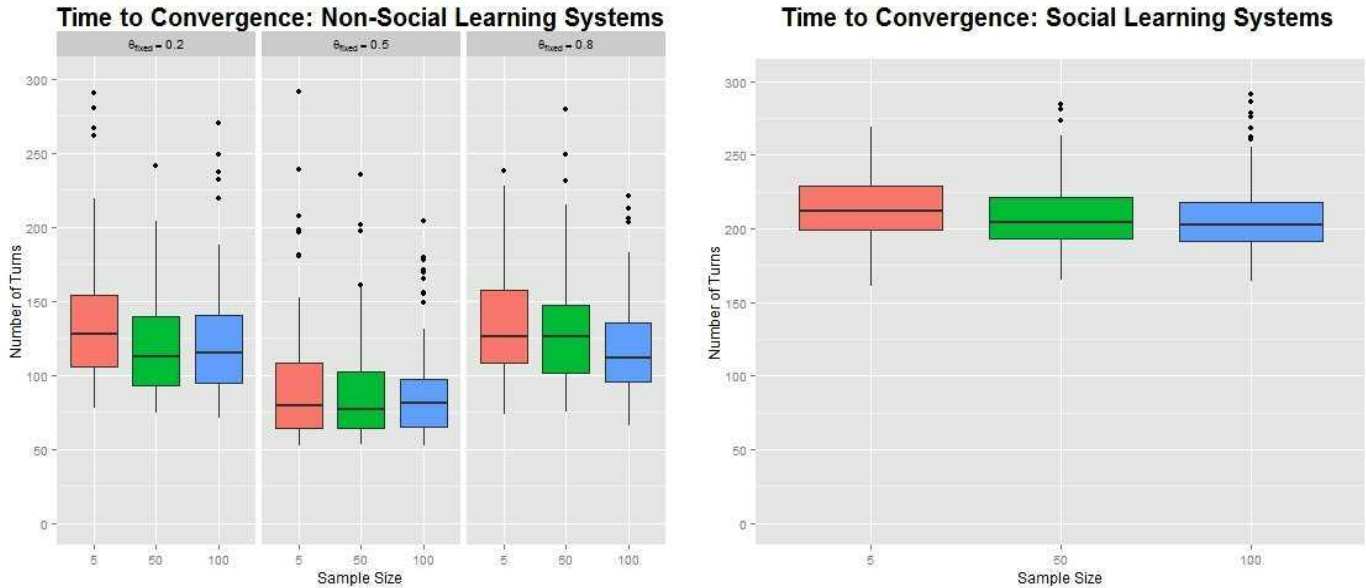 Time to Convergence: Non-Social Learning Systems
θfixed = 0.2
θfixed = 0.5
θfixed = 0.8
300
250
200
150
100
50
0
Number of Turns
5
50
100
5
50
100
5
50
100
Sample Size
Time to Convergence: Social Learning Systems
300
250
200
150
100
50
0
Number of Turns
5
50
100
Sample Size